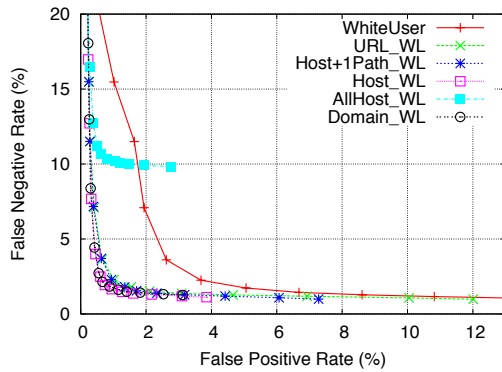 False Negative Rate (%)
20
15
10
5
0
WhiteUser
URL_WL
Host+1Path_WL
Host_WL
AllHost_WL
Domain_WL
0
2
4
6
8
10
12
False Positive Rate (%)